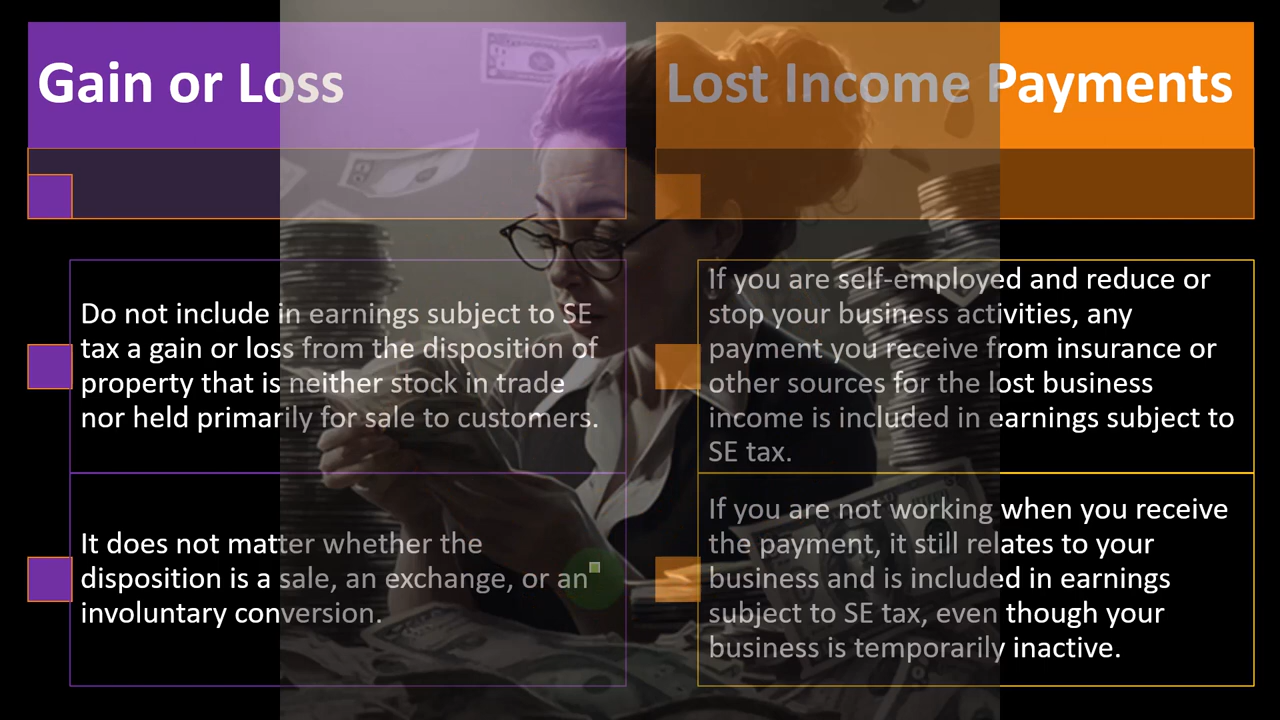 Gain or Loss
Do not include in earnings subject to SE
tax a gain or loss from the disposition of
property that is neither stock in trade
nor held primarily for sale to customers.
It does not matter whether the
disposition is a sale, an exchange, or an
involuntary conversion.
Lost Income Payments
If you are self-employed and reduce or
stop your business activities, any
payment you receive from insurance or
other sources for the lost business
income is included in earnings subject to
SE tax.
If you are not working when you receive
the payment, it still relates to your
business and is included in earnings
subject to SE tax, even though your
business is temporarily inactive.